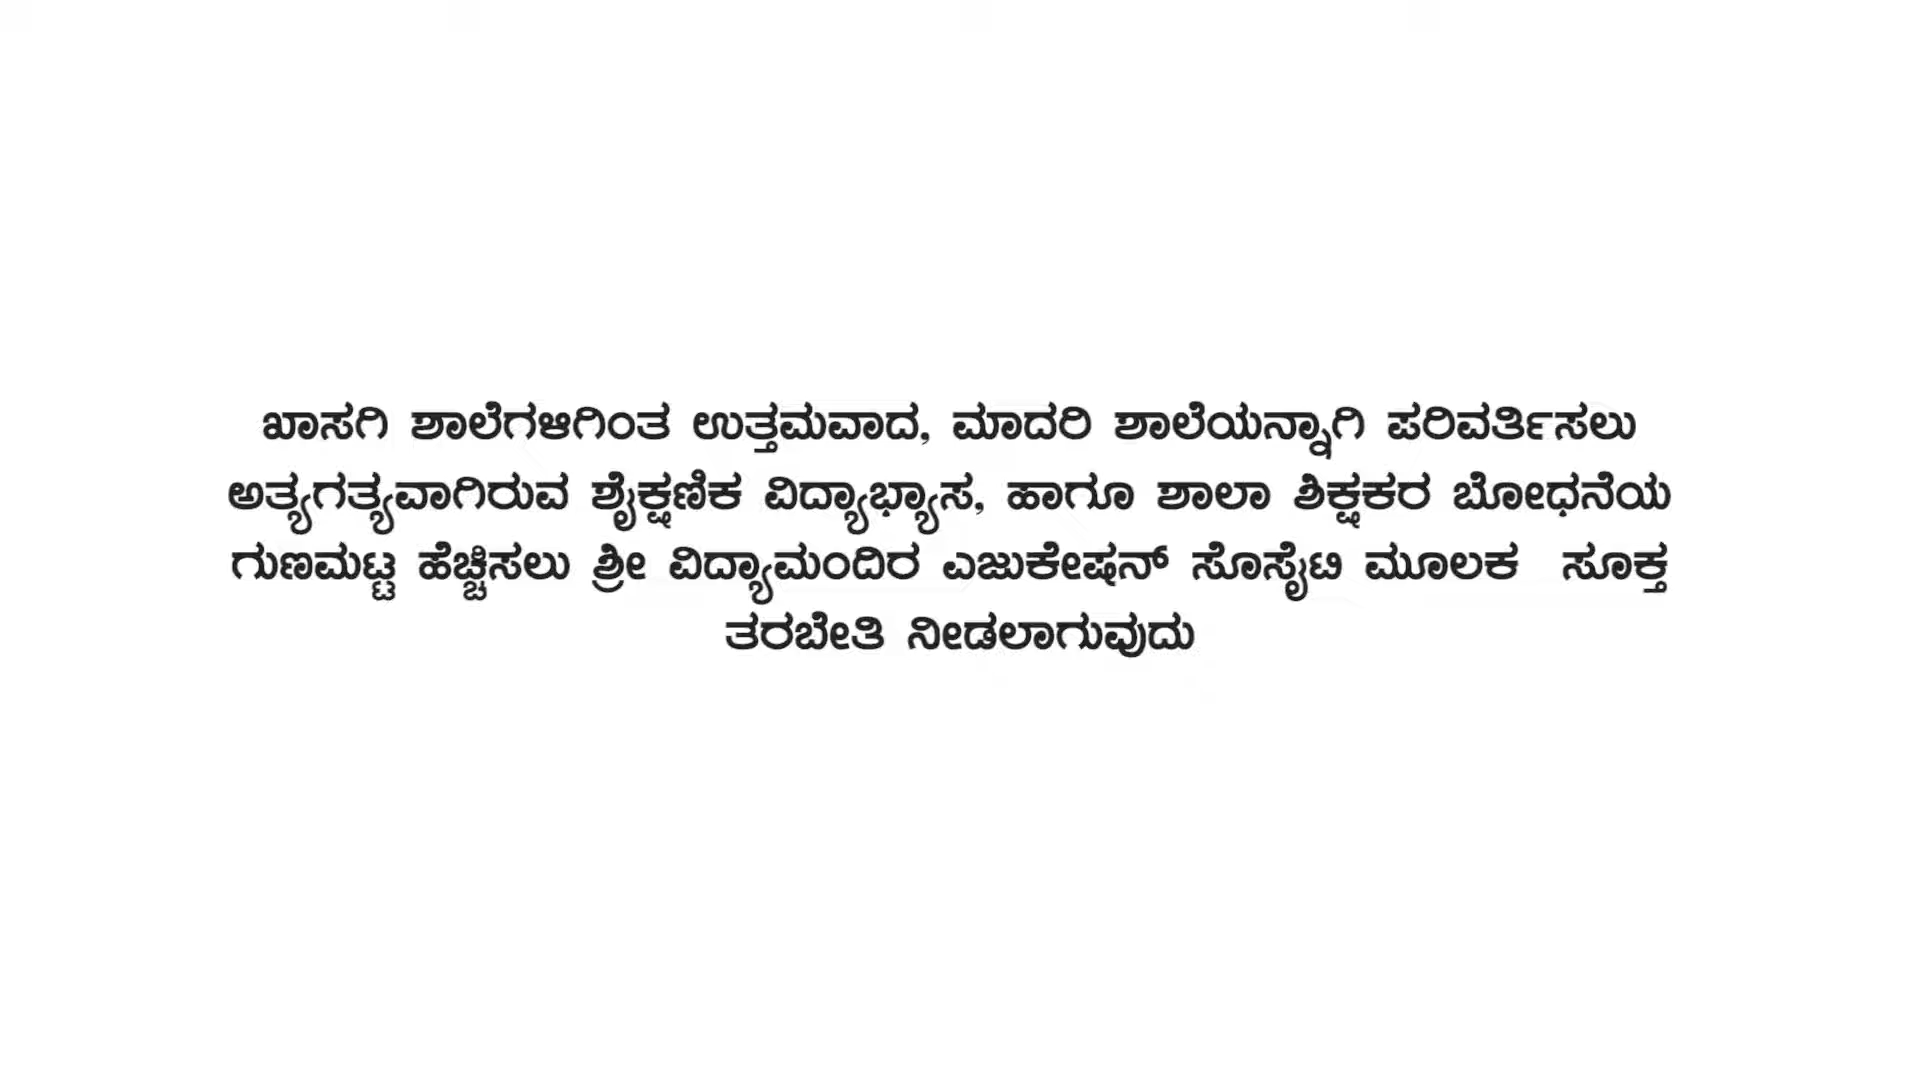 ಖಾಸಗಿ ಶಾಲೆಗಳಿಗಿಂತ ಉತ್ತಮವಾದ, ಮಾದರಿ ಶಾಲೆಯನ್ನಾಗಿ ಪರಿವರ್ತಿಸಲು
ಅತ್ಯಗತ್ಯವಾಗಿರುವ ಶೈಕ್ಷಣಿಕ ವಿದ್ಯಾಭ್ಯಾಸ, ಹಾಗೂ ಶಾಲಾ ಶಿಕ್ಷಕರ ಬೋಧನೆಯ
ಗುಣಮಟ್ಟ ಹೆಚ್ಚಿಸಲು ಶ್ರೀ ವಿದ್ಯಾಮಂದಿರ ಎಜುಕೇಷನ್ ಸೊಸೈಟಿ ಮೂಲಕ ಸೂಕ್ತ
ತರಬೇತಿ ನೀಡಲಾಗುವುದು